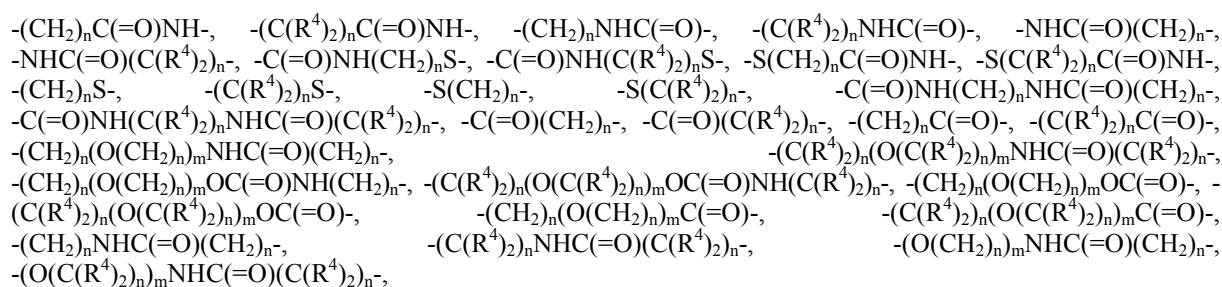 -(CH₂)ₙC(=O)NH-, -(C(R⁴)₂)ₙC(=O)NH-, -(CH₂)ₙNHC(=O)-, -(C(R⁴)₂)ₙNHC(=O)-, -NHC(=O)(CH₂)ₙ-,
-NHC(=O)(C(R⁴)₂)ₙ-, -C(=O)NH(CH₂)ₙS-, -C(=O)NH(C(R⁴)₂)ₙS-, -S(CH₂)ₙC(=O)NH-, -S(C(R⁴)₂)ₙC(=O)NH-,
-(CH₂)ₙS-, -(C(R⁴)₂)ₙS-, -S(CH₂)ₙ-, -S(C(R⁴)₂)ₙ-, -C(=O)NH(CH₂)ₙNHC(=O)(CH₂)ₙ-,
-C(=O)NH(C(R⁴)₂)ₙNHC(=O)(C(R⁴)₂)ₙ-, -C(=O)(CH₂)ₙ-, -C(=O)(C(R⁴)₂)ₙ-, -(CH₂)ₙC(=O)-, -(C(R⁴)₂)ₙC(=O)-,
-(CH₂)ₙ(O(CH₂)ₙ)ₘNHC(=O)(CH₂)ₙ-, -(C(R⁴)₂)ₙ(O(C(R⁴)₂)ₙ)ₘNHC(=O)(C(R⁴)₂)ₙ-,
-(CH₂)ₙ(O(CH₂)ₙ)ₘOC(=O)NH(CH₂)ₙ-, -(C(R⁴)₂)ₙ(O(C(R⁴)₂)ₙ)ₘOC(=O)NH(C(R⁴)₂)ₙ-, -(CH₂)ₙ(O(CH₂)ₙ)ₘOC(=O)-, -
(C(R⁴)₂)ₙ(O(C(R⁴)₂)ₙ)ₘOC(=O)-, -(CH₂)ₙ(O(CH₂)ₙ)ₘC(=O)-, -(C(R⁴)₂)ₙ(O(C(R⁴)₂)ₙ)ₘC(=O)-,
-(CH₂)ₙNHC(=O)(CH₂)ₙ-, -(C(R⁴)₂)ₙNHC(=O)(C(R⁴)₂)ₙ-, -(O(CH₂)ₙ)ₘNHC(=O)(CH₂)ₙ-,
-(O(C(R⁴)₂)ₙ)ₘNHC(=O)(C(R⁴)₂)ₙ-,